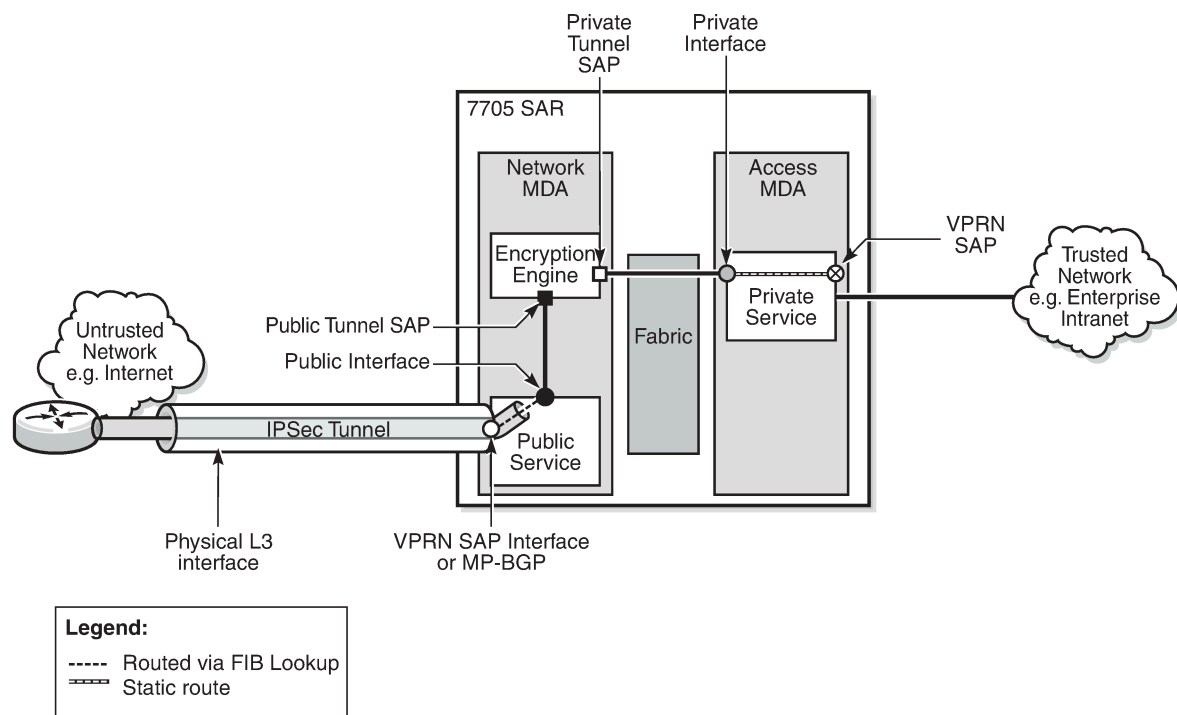 Private
Tunnel
SAP
Private
Interface
7705 SAR
Network
MDA
Access
MDA
VPRN
SAP
Encryption
Engine
Trusted
Network
e.g. Enterprise
Intranet
Private
Service
Public Tunnel SAP
Untrusted
Network
e.g. Internet
Fabric
Public Interface
IPSec Tunnel
Public
Service
Physical L3
interface
VPRN SAP Interface
or MP-BGP
Legend:
Routed via FIB Lookup
Static route